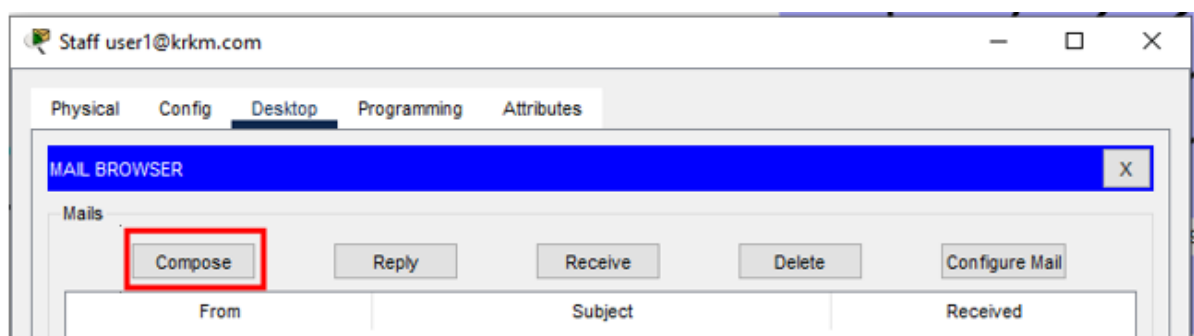 Staff user1@krkm.com
Physical Config Desktop Programming Attributes
MAIL BROWSER X
Mails
Compose Reply Receive Delete Configure Mail
From Subject Received